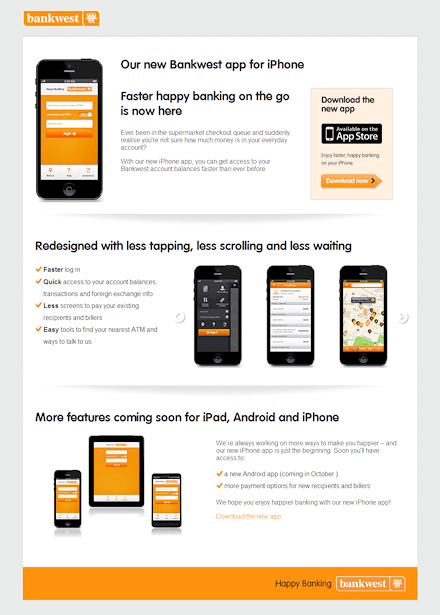 bankwest
Our new Bankwest app for iPhone
Faster happy banking on the go
is now here
Ever been in the supermarket checkout queue and suddenly
realise you're not sure how much money is in your everyday
account?
With our new iPhone app, you can get access to your
Bankwest account balances faster than ever before.
Download the
new app
Available on the
App Store
Enjoy faster, happy banking
on your iPhone.
Download now
Redesigned with less tapping, less scrolling and less waiting
Faster log in
Quick access to your account balances,
transactions and foreign exchange info
Less screens to pay your existing
recipients and billers
Easy tools to find your nearest ATM and
ways to talk to us
More features coming soon for iPad, Android and iPhone
We're always working on more ways to make you happier – and
our new iPhone app is just the beginning. Soon you'll have
access to:
a new Android app (coming in October )
more payment options for new recipients and billers
We hope you enjoy happier banking with our new iPhone app!
Download the new app
Happy Banking bankwest